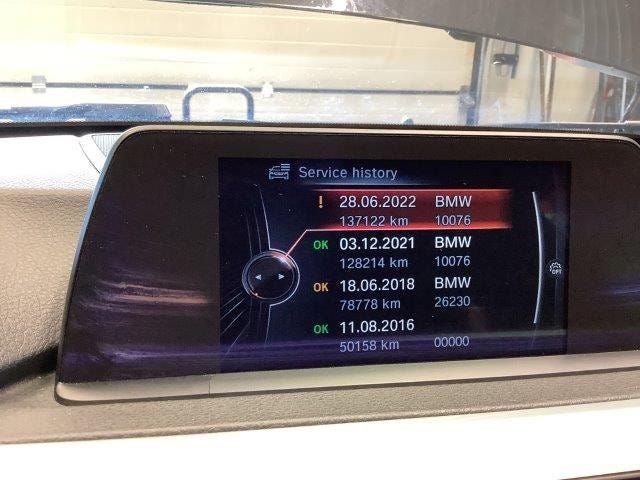 Service history
! 28.06.2022 BMW
137122 km 10076
OK 03.12.2021 BMW
128214 km 10076
OK 18.06.2018 BMW
78778 km 26230
OK 11.08.2016
50158 km 00000
OPT